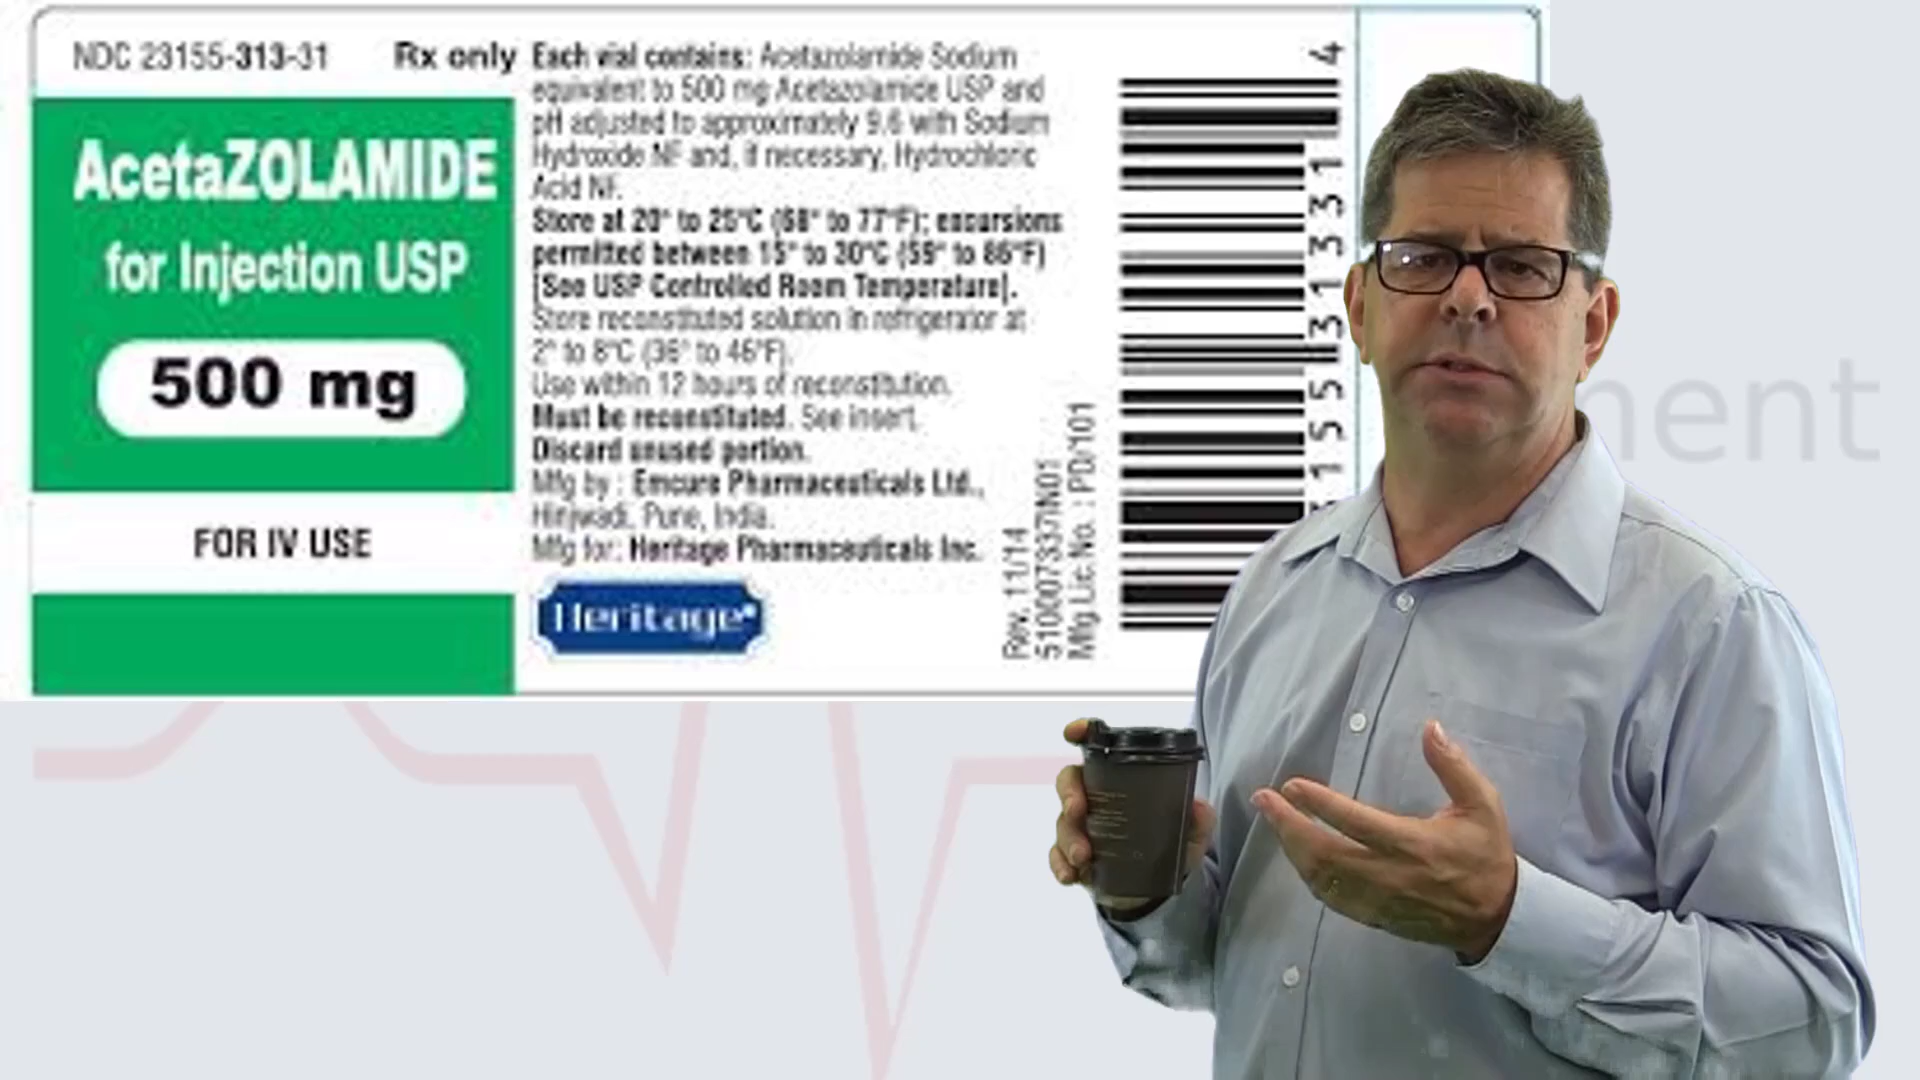 NDC 23155-313-31 Rx only
AcetaZOLAMIDE
for Injection USP
500 mg
FOR IV USE
Each vial contains: Acetazolamide Sodium
equivalent to 500 mg Acetazolamide USP and
pH adjusted to approximately 9.6 with Sodium
Hydroxide NF and, if necessary, Hydrochloric
Acid NF.
Store at 20° to 25°C (68° to 77°F); excursions
permitted between 15° to 30°C (59° to 86°F)
[See USP Controlled Room Temperature].
Store reconstituted solution in refrigerator at
2° to 8°C (36° to 46°F).
Use within 12 hours of reconstitution.
Must be reconstituted. See insert.
Discard unused portion.
Mfg by : Emcure Pharmaceuticals Ltd.,
Hinjwadi, Pune, India.
Mfg for: Heritage Pharmaceuticals Inc.
Heritage
Rev. 11/14
5100007337IN01
Mfg Lic No. : PD/101
3155 31331 4
ment